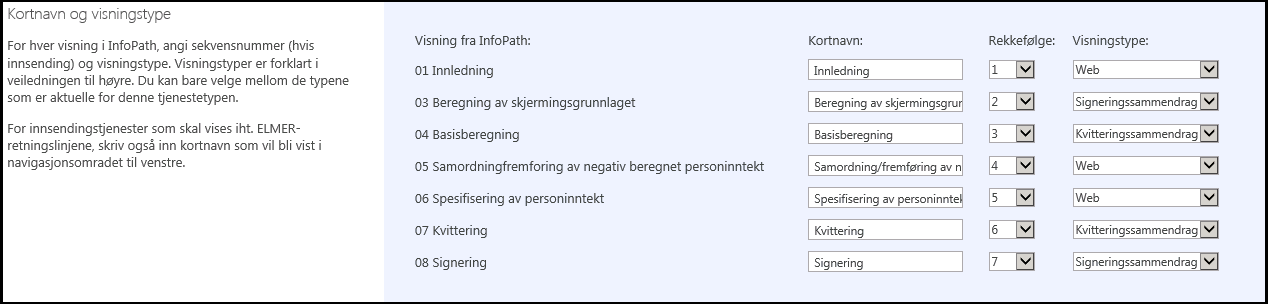 Kortnavn og visningstype
For hver visning i InfoPath, angi sekvensnummer (hvis
innsending) og visningstype. Visningstyper er forklart i
veiledningen til høyre. Du kan bare velge mellom de typene
som er aktuelle for denne tjenestetypen.
For innsendingstjenester som skal vises iht. ELMER-
retningslinjene, skriv også inn kortnavn som vil bli vist i
navigasjonsomradet til venstre.
Visning fra InfoPath: Kortnavn: Rekkefølge: Visningstype:
01 Innledning Innledning 1 Web
03 Beregning av skjermingsgrunnlaget Beregning av skjermingsgrun 2 Signeringssammendrag
04 Basisberegning Basisberegning 3 Kvitteringssammendrag
05 Samordningfremforing av negativ beregnet personinntekt Samordning/fremføring av n 4 Web
06 Spesifisering av personinntekt Spesifisering av personinntek 5 Web
07 Kvittering Kvittering 6 Kvitteringssammendrag
08 Signering Signering 7 Signeringssammendrag